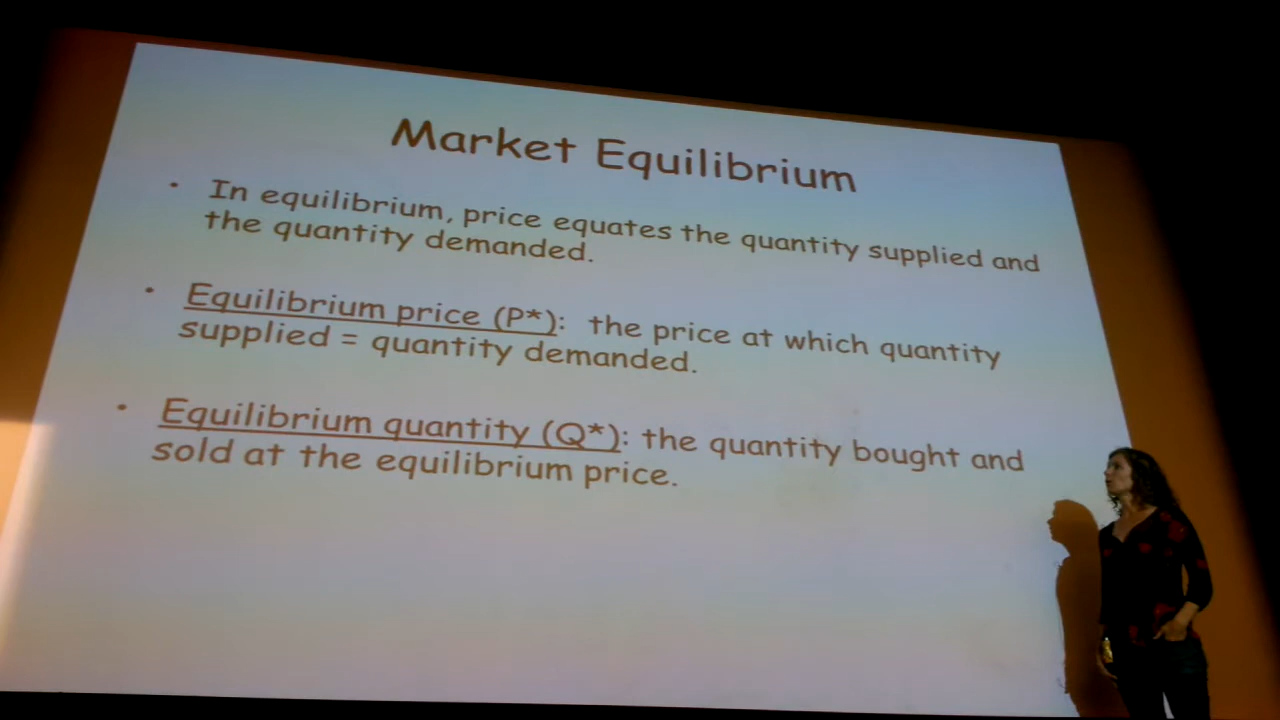 Market Equilibrium
• In equilibrium, price equates the quantity supplied and
the quantity demanded.
• Equilibrium price (P*): the price at which quantity
supplied = quantity demanded.
• Equilibrium quantity (Q*): the quantity bought and
sold at the equilibrium price.